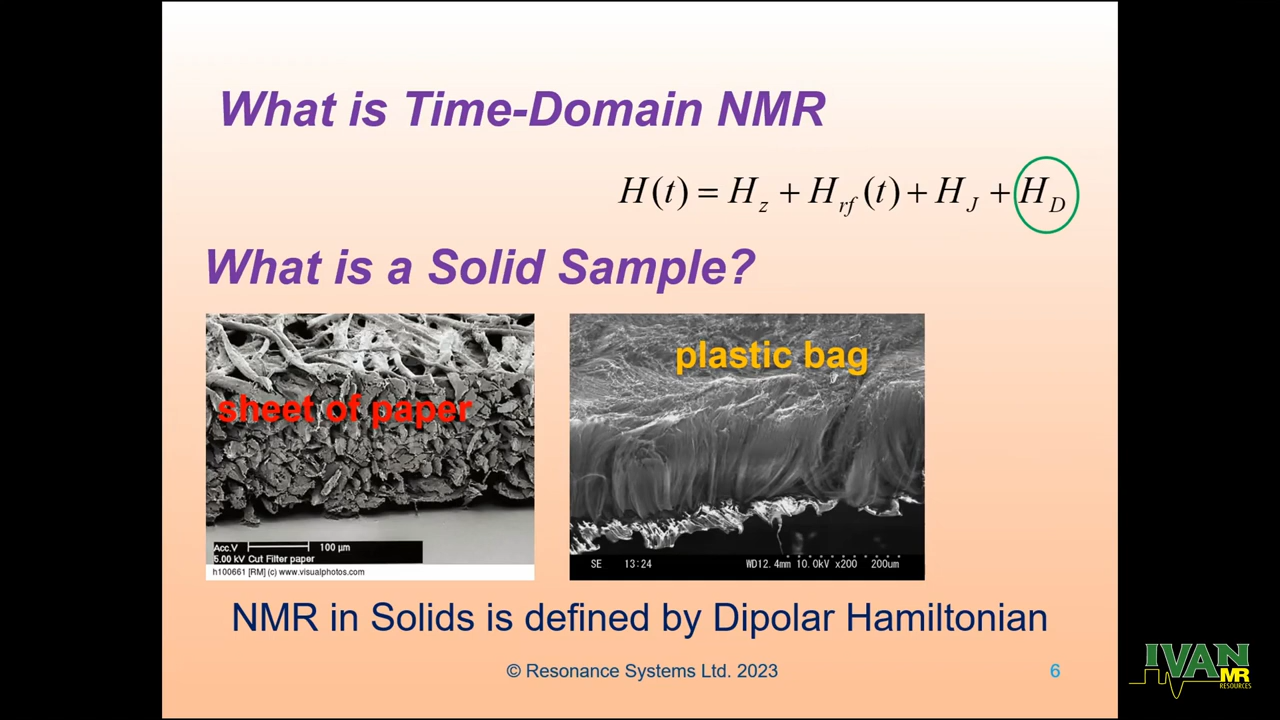 What is Time-Domain NMR
H(t) = H_z + H_rf(t) + H_J + H_D
What is a Solid Sample?
sheet of paper
Acc.V 100 µm
5.00 kV Cut Filter paper
h100661 [RM] (c) www.visualphotos.com
plastic bag
SE 13:24 WD12.4mm 10.0kV x200 200um
NMR in Solids is defined by Dipolar Hamiltonian
© Resonance Systems Ltd. 2023
6
IVAN
MR
RESOURCES